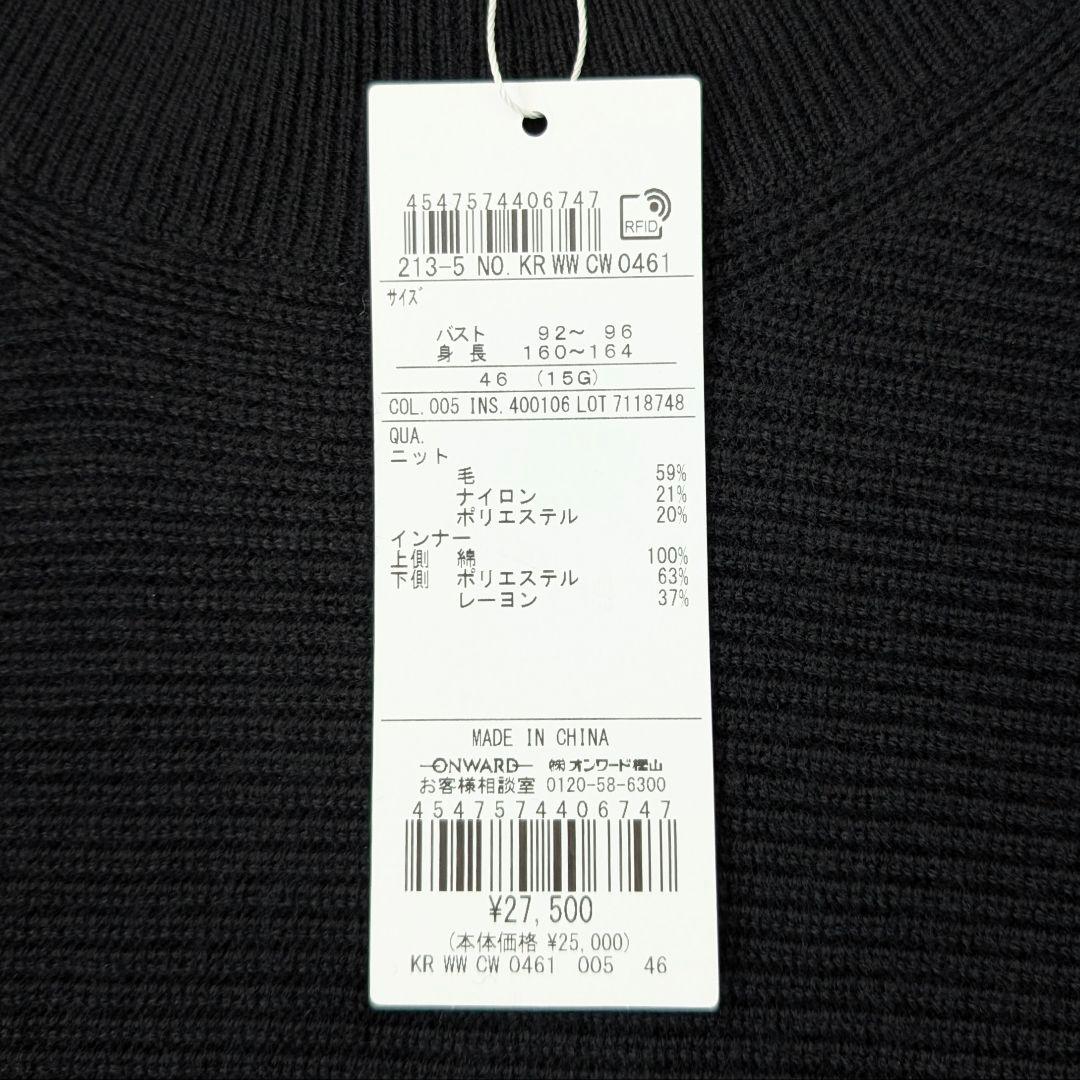 4547574406747
RFID
213-5 NO. KR WW CW 0461
サイズ
バスト 92～ 96
身長 160～164
46 (15G)
COL. 005 INS. 400106 LOT 7118748
QUA.
ニット
毛 59%
ナイロン 21%
ポリエステル 20%
インナー
上側 綿 100%
下側 ポリエステル 63%
レーヨン 37%
MADE IN CHINA
ONWARD ㈱オンワード樫山
お客様相談室 0120-58-6300
4547574406747
¥27,500
(本体価格 ¥25,000)
KR WW CW 0461 005 46